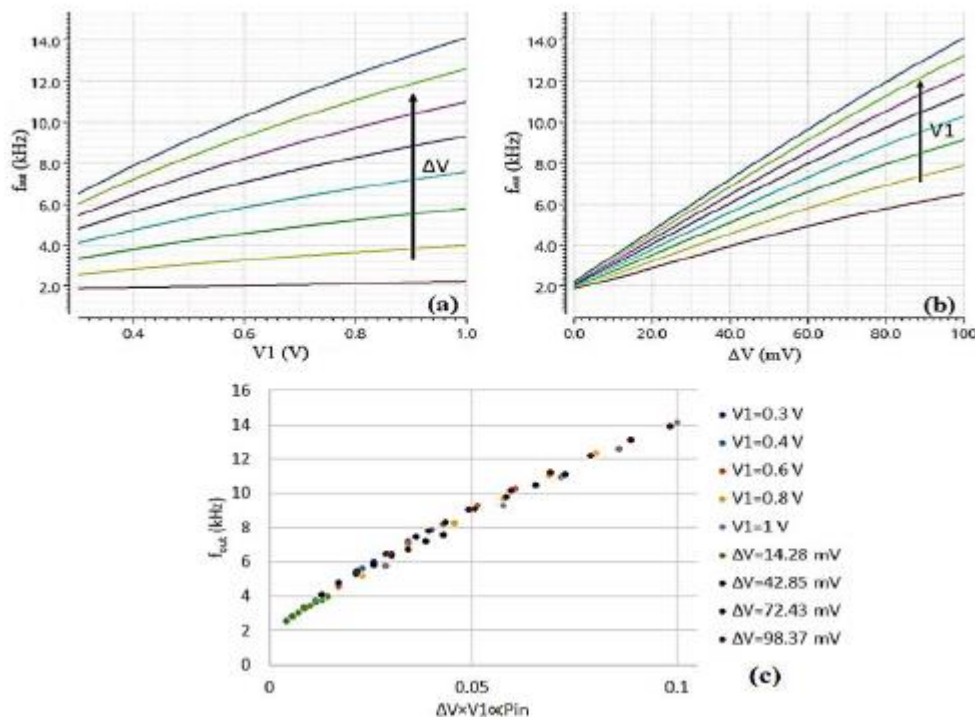 14.0
12.0
10.0
8.0
6.0
4.0
2.0
f_out (kHz)
ΔV
(a)
0.4
0.6
0.8
1.0
V1 (V)
14.0
12.0
10.0
8.0
6.0
4.0
2.0
f_out (kHz)
V1
(b)
0.0
20.0
40.0
60.0
80.0
100
ΔV (mV)
16
14
12
10
8
6
4
2
0
f_out (kHz)
0
0.05
0.1
ΔV×V1∝Pin
V1=0.3 V
V1=0.4 V
V1=0.6 V
V1=0.8 V
V1=1 V
ΔV=14.28 mV
ΔV=42.85 mV
ΔV=72.43 mV
ΔV=98.37 mV
(c)